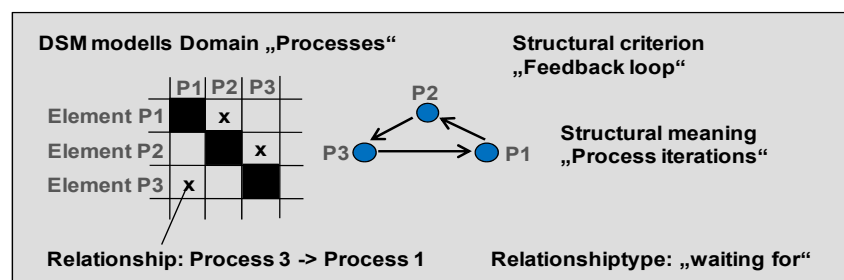 DSM modells Domain „Processes“
Structural criterion
„Feedback loop“
P1 P2 P3
Element P1 x
Element P2 x
Element P3 x
P2
P3 P1
Structural meaning
„Process iterations“
Relationship: Process 3 -> Process 1
Relationshiptype: „waiting for“